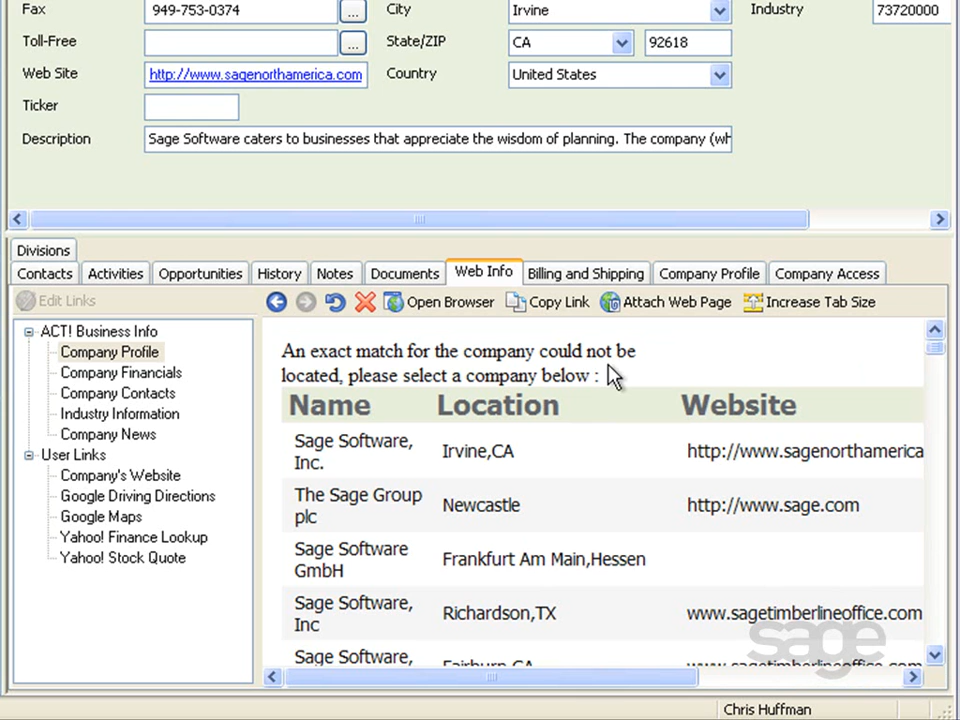 Fax 949-753-0374 ... City Irvine Industry 73720000
Toll-Free ... State/ZIP CA 92618
Web Site http://www.sagenorthamerica.com Country United States
Ticker
Description Sage Software caters to businesses that appreciate the wisdom of planning. The company (wh
Divisions
Contacts Activities Opportunities History Notes Documents Web Info Billing and Shipping Company Profile Company Access
Edit Links Open Browser Copy Link Attach Web Page Increase Tab Size
ACT! Business Info
Company Profile
Company Financials
Company Contacts
Industry Information
Company News
User Links
Company's Website
Google Driving Directions
Google Maps
Yahoo! Finance Lookup
Yahoo! Stock Quote
An exact match for the company could not be
located, please select a company below :
Name Location Website
Sage Software,
Inc. Irvine,CA http://www.sagenorthamerica
The Sage Group
plc Newcastle http://www.sage.com
Sage Software
GmbH Frankfurt Am Main,Hessen
Sage Software,
Inc Richardson,TX www.sagetimberlineoffice.com
Sage Software, Fairburn,CA www.sagetimberlineoffice.com
sage
Chris Huffman